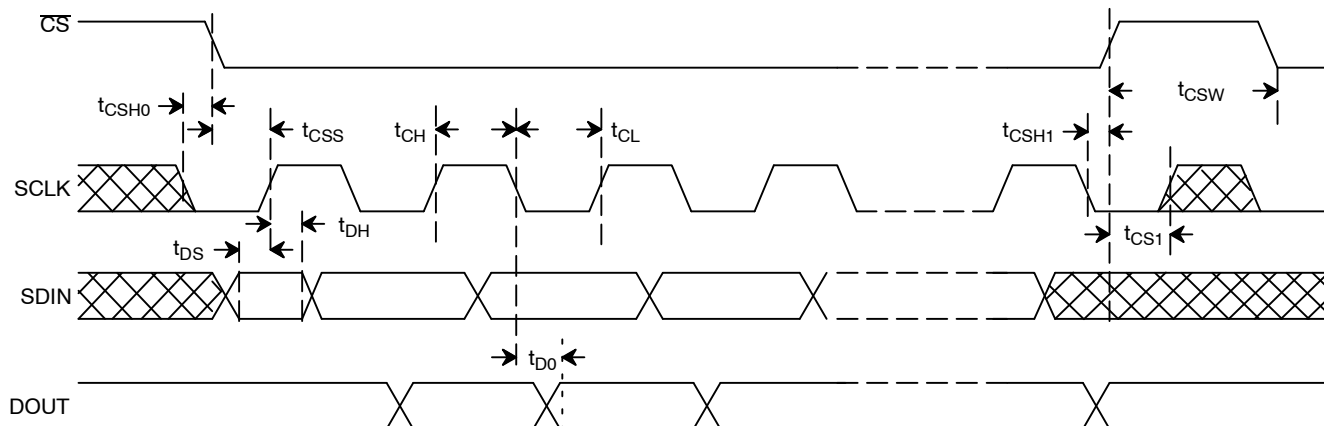 CS
tCSH0
tCSS
tCH
tCL
tCSH1
tCSW
SCLK
tDS
tDH
tCS1
SDIN
tD0
DOUT